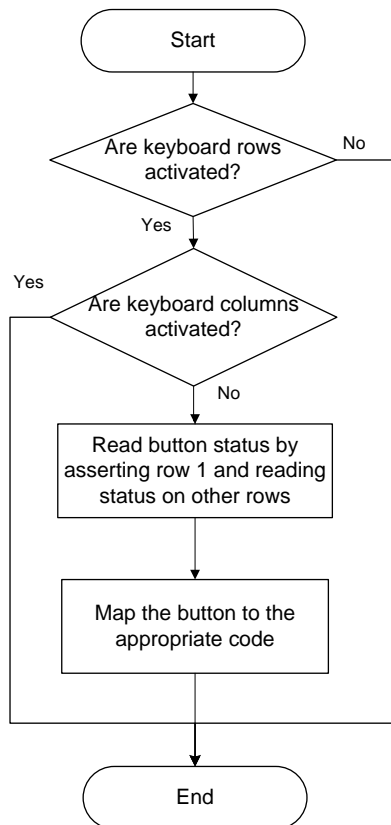 Start
Are keyboard rows
activated?
No
Yes
Yes
Are keyboard columns
activated?
No
Read button status by
asserting row 1 and reading
status on other rows
Map the button to the
appropriate code
End